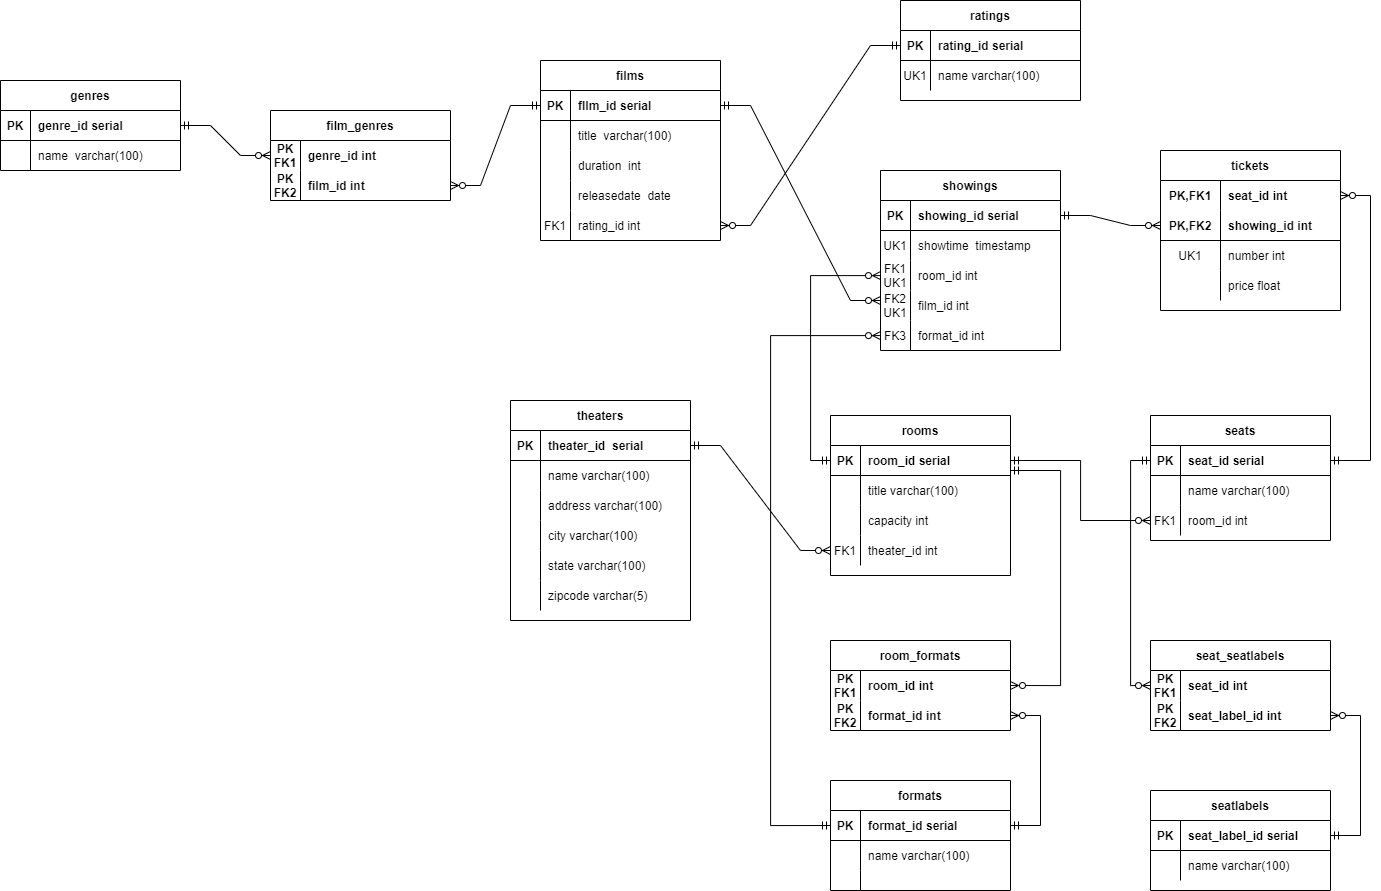 ratings
PK rating_id serial
UK1 name varchar(100)
films
PK film_id serial
title varchar(100)
duration int
releasedate date
FK1 rating_id int
genres
PK genre_id serial
name varchar(100)
film_genres
PK
FK1 genre_id int
PK
FK2 film_id int
showings
PK showing_id serial
UK1 showtime timestamp
FK1
UK1 room_id int
FK2
UK1 film_id int
FK3 format_id int
tickets
PK,FK1 seat_id int
PK,FK2 showing_id int
UK1 number int
price float
theaters
PK theater_id serial
name varchar(100)
address varchar(100)
city varchar(100)
state varchar(100)
zipcode varchar(5)
rooms
PK room_id serial
title varchar(100)
capacity int
FK1 theater_id int
seats
PK seat_id serial
name varchar(100)
FK1 room_id int
room_formats
PK
FK1 room_id int
PK
FK2 format_id int
seat_seatlabels
PK
FK1 seat_id int
PK
FK2 seat_label_id int
formats
PK format_id serial
name varchar(100)
seatlabels
PK seat_label_id serial
name varchar(100)